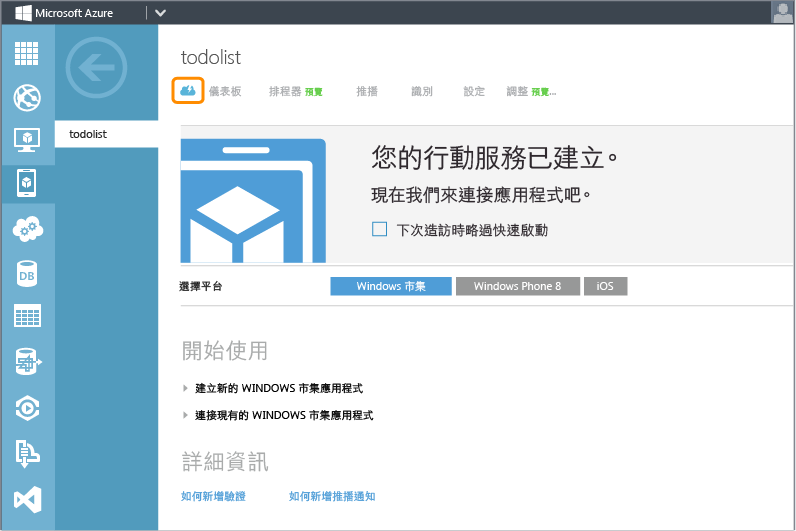 Microsoft Azure
todolist
todolist
儀表板 排程器 預覽 推播 識別 設定 調整 預覽...
您的行動服務已建立。
現在我們來連接應用程式吧。
下次造訪時略過快速啟動
選擇平台 Windows 市集 Windows Phone 8 iOS
開始使用
建立新的 WINDOWS 市集應用程式
連接現有的 WINDOWS 市集應用程式
詳細資訊
如何新增驗證 如何新增推播通知
DB